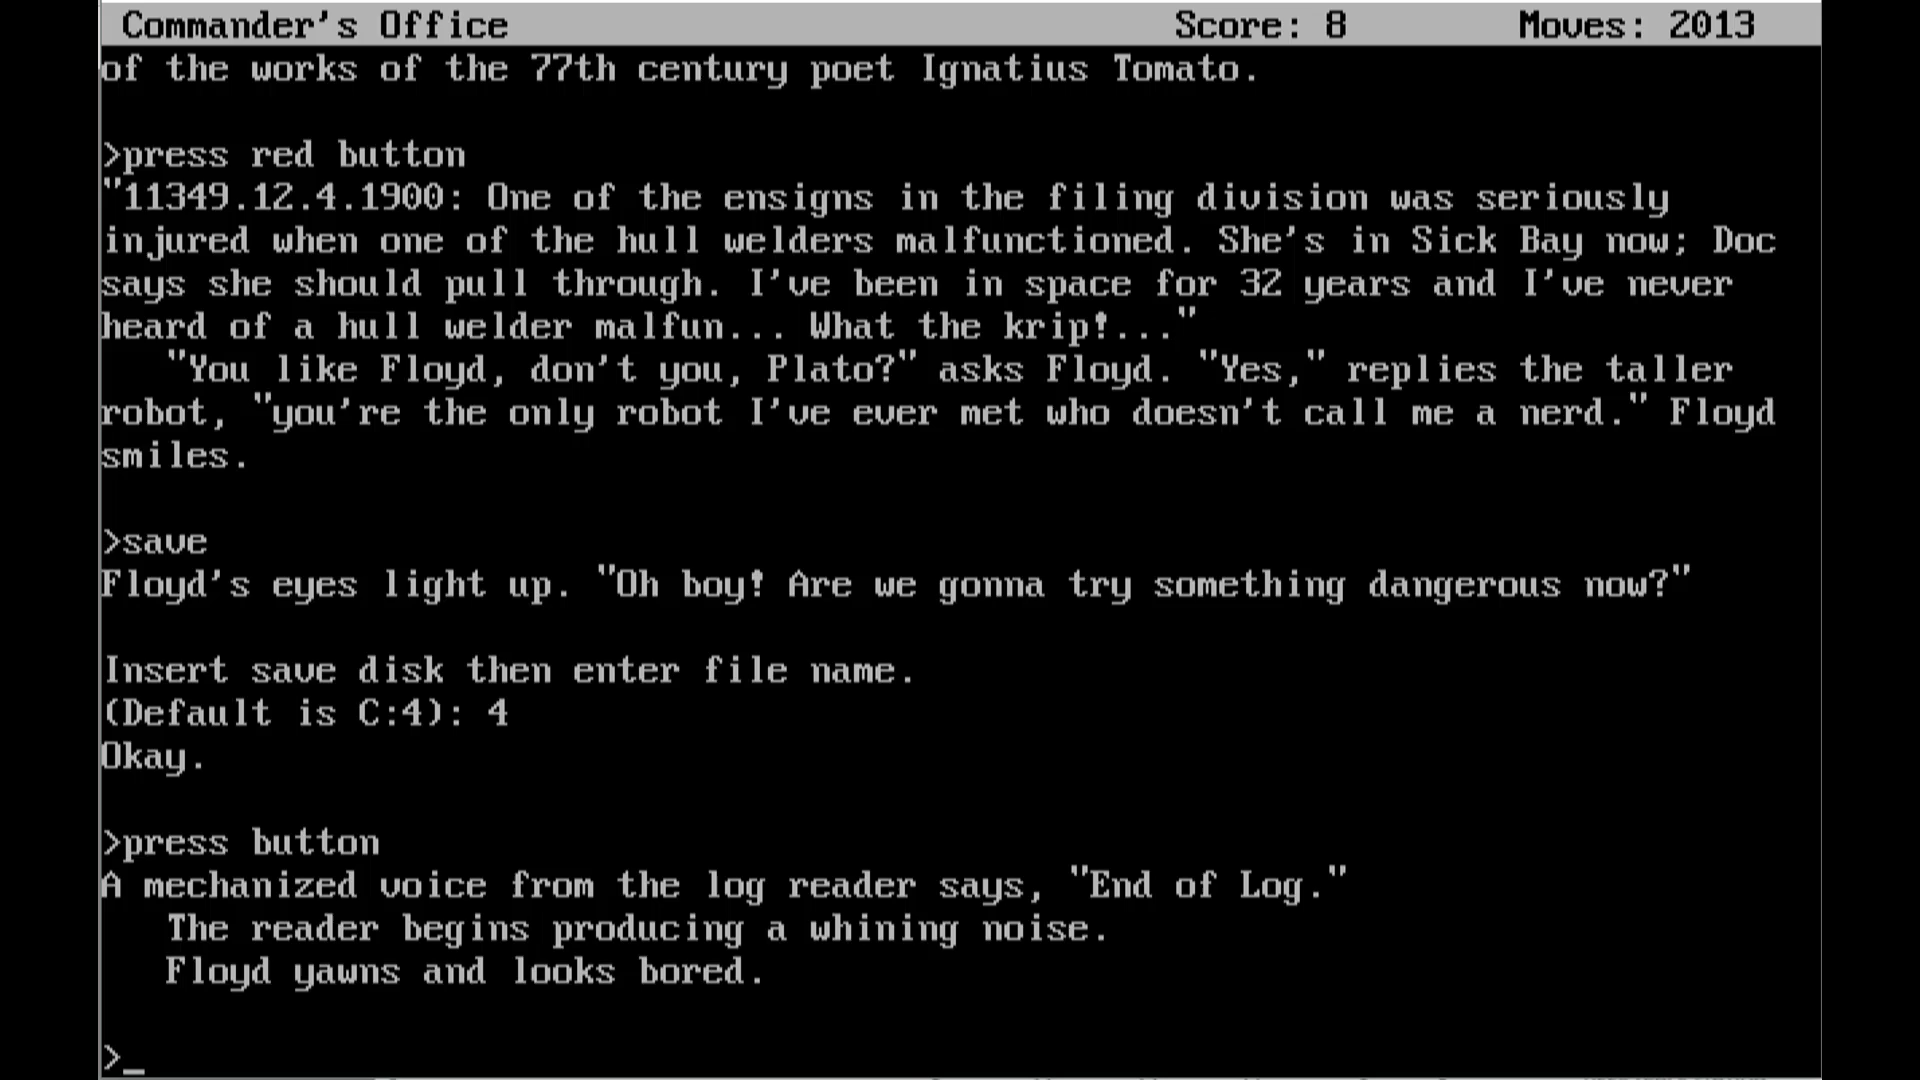 Commander's Office Score: 8 Moves: 2013
of the works of the 77th century poet Ignatius Tomato.
>press red button
"11349.12.4.1900: One of the ensigns in the filing division was seriously
injured when one of the hull welders malfunctioned. She's in Sick Bay now; Doc
says she should pull through. I've been in space for 32 years and I've never
heard of a hull welder malfun... What the krip!..."
"You like Floyd, don't you, Plato?" asks Floyd. "Yes," replies the taller
robot, "you're the only robot I've ever met who doesn't call me a nerd." Floyd
smiles.
>save
Floyd's eyes light up. "Oh boy! Are we gonna try something dangerous now?"
Insert save disk then enter file name.
(Default is C:4): 4
Okay.
>press button
A mechanized voice from the log reader says, "End of Log."
The reader begins producing a whining noise.
Floyd yawns and looks bored.
>_